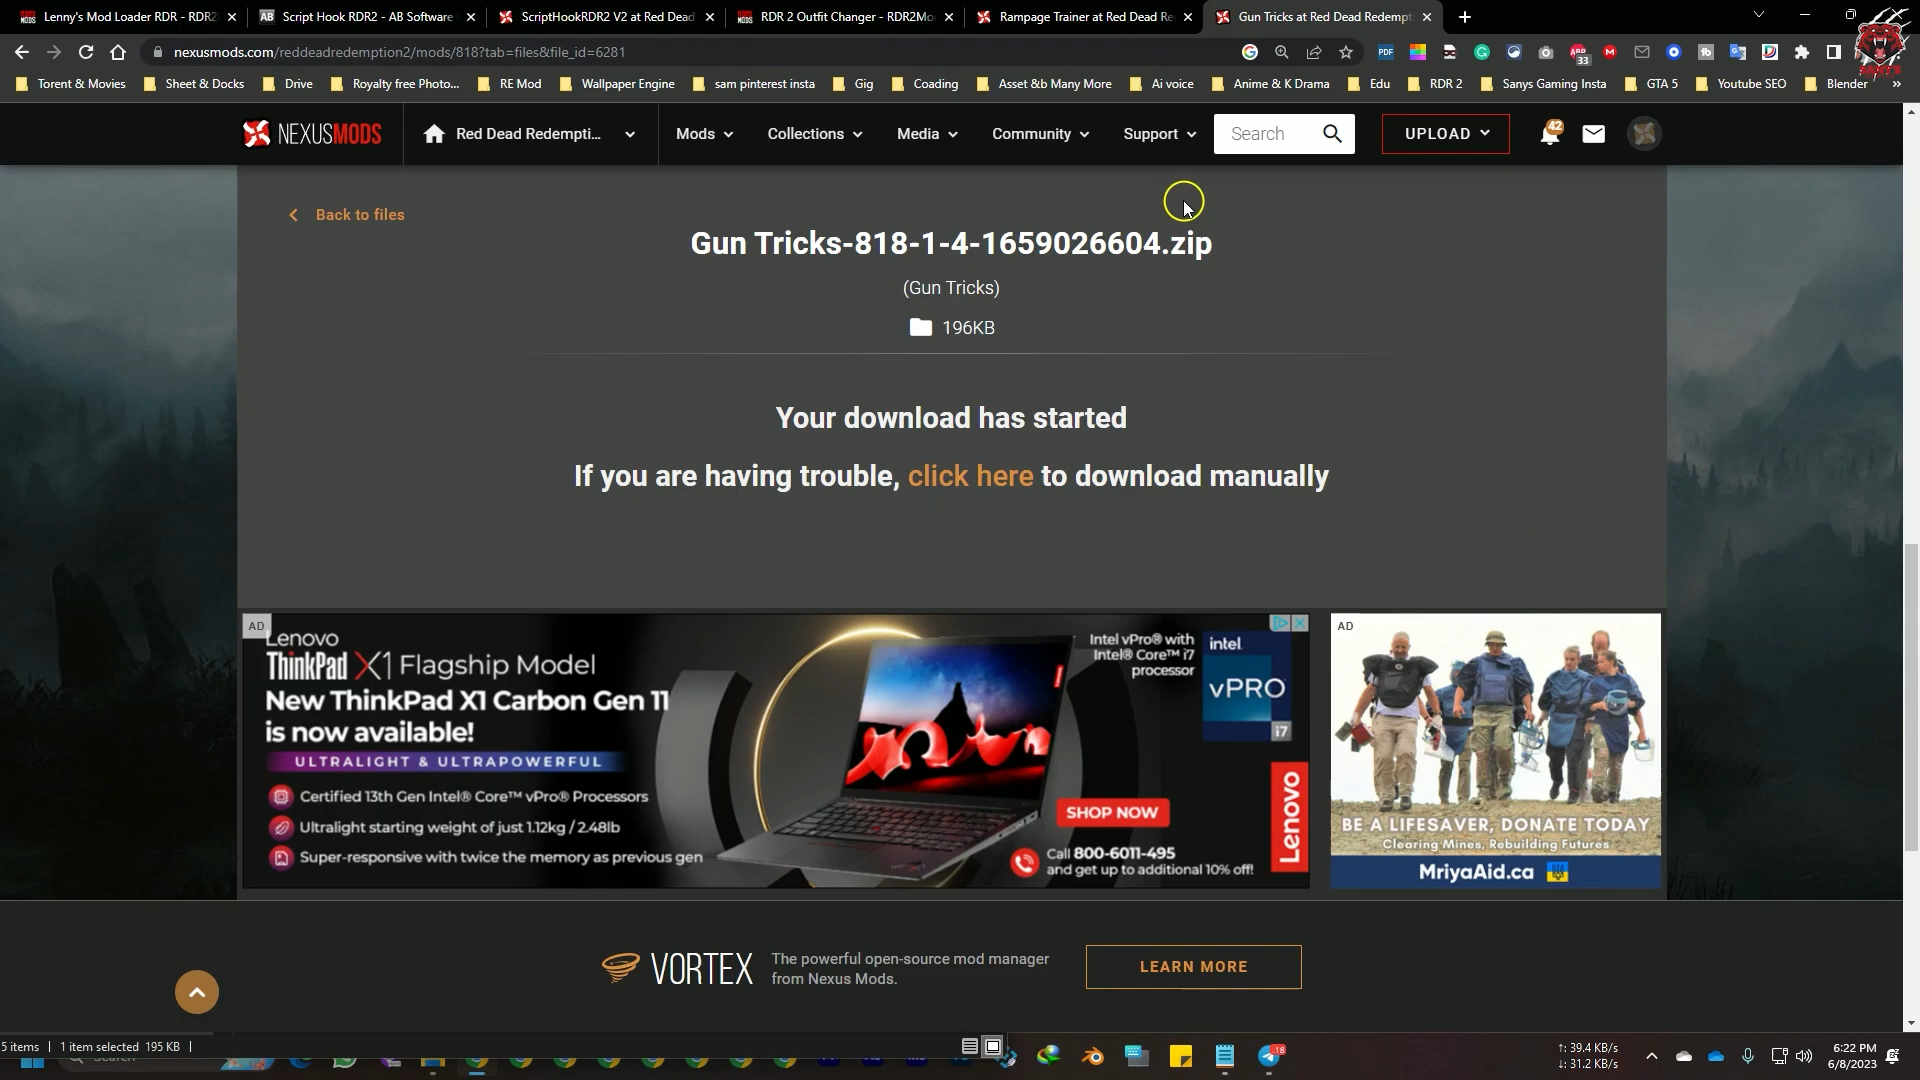 Lenny's Mod Loader RDR - RDR2
Script Hook RDR2 - AB Software
ScriptHookRDR2 V2 at Red Dead
RDR 2 Outfit Changer - RDR2Mo
Rampage Trainer at Red Dead Re
Gun Tricks at Red Dead Redempt
nexusmods.com/reddeadredemption2/mods/818?tab=files&file_id=6281
Torent & Movies
Sheet & Docks
Drive
Royalty free Photo...
RE Mod
Wallpaper Engine
sam pinterest insta
Gig
Coading
Asset &b Many More
Ai voice
Anime & K Drama
Edu
RDR 2
Sanys Gaming Insta
GTA 5
Youtube SEO
Blender
»
NEXUSMODS
Red Dead Redempti...
Mods
Collections
Media
Community
Support
Search
UPLOAD
42
Back to files
Gun Tricks-818-1-4-1659026604.zip
(Gun Tricks)
196KB
Your download has started
If you are having trouble, click here to download manually
AD
Lenovo
ThinkPad X1 Flagship Model
New ThinkPad X1 Carbon Gen 11
is now available!
ULTRALIGHT & ULTRAPOWERFUL
Certified 13th Gen Intel® Core™ vPro® Processors
Ultralight starting weight of just 1.12kg / 2.48lb
Super-responsive with twice the memory as previous gen
Intel vPro® with
Intel® Core™ i7
processor
intel
vPRO
i7
SHOP NOW
Lenovo
Call 800-6011-495
and get up to additional 10% off!
AD
BE A LIFESAVER, DONATE TODAY
Clearing Mines, Rebuilding Futures
MriyaAid.ca
VORTEX
The powerful open-source mod manager
from Nexus Mods.
LEARN MORE
5 items
1 item selected 195 KB
Search
18
↑: 39.4 KB/s
↓: 31.2 KB/s
6:22 PM
6/8/2023